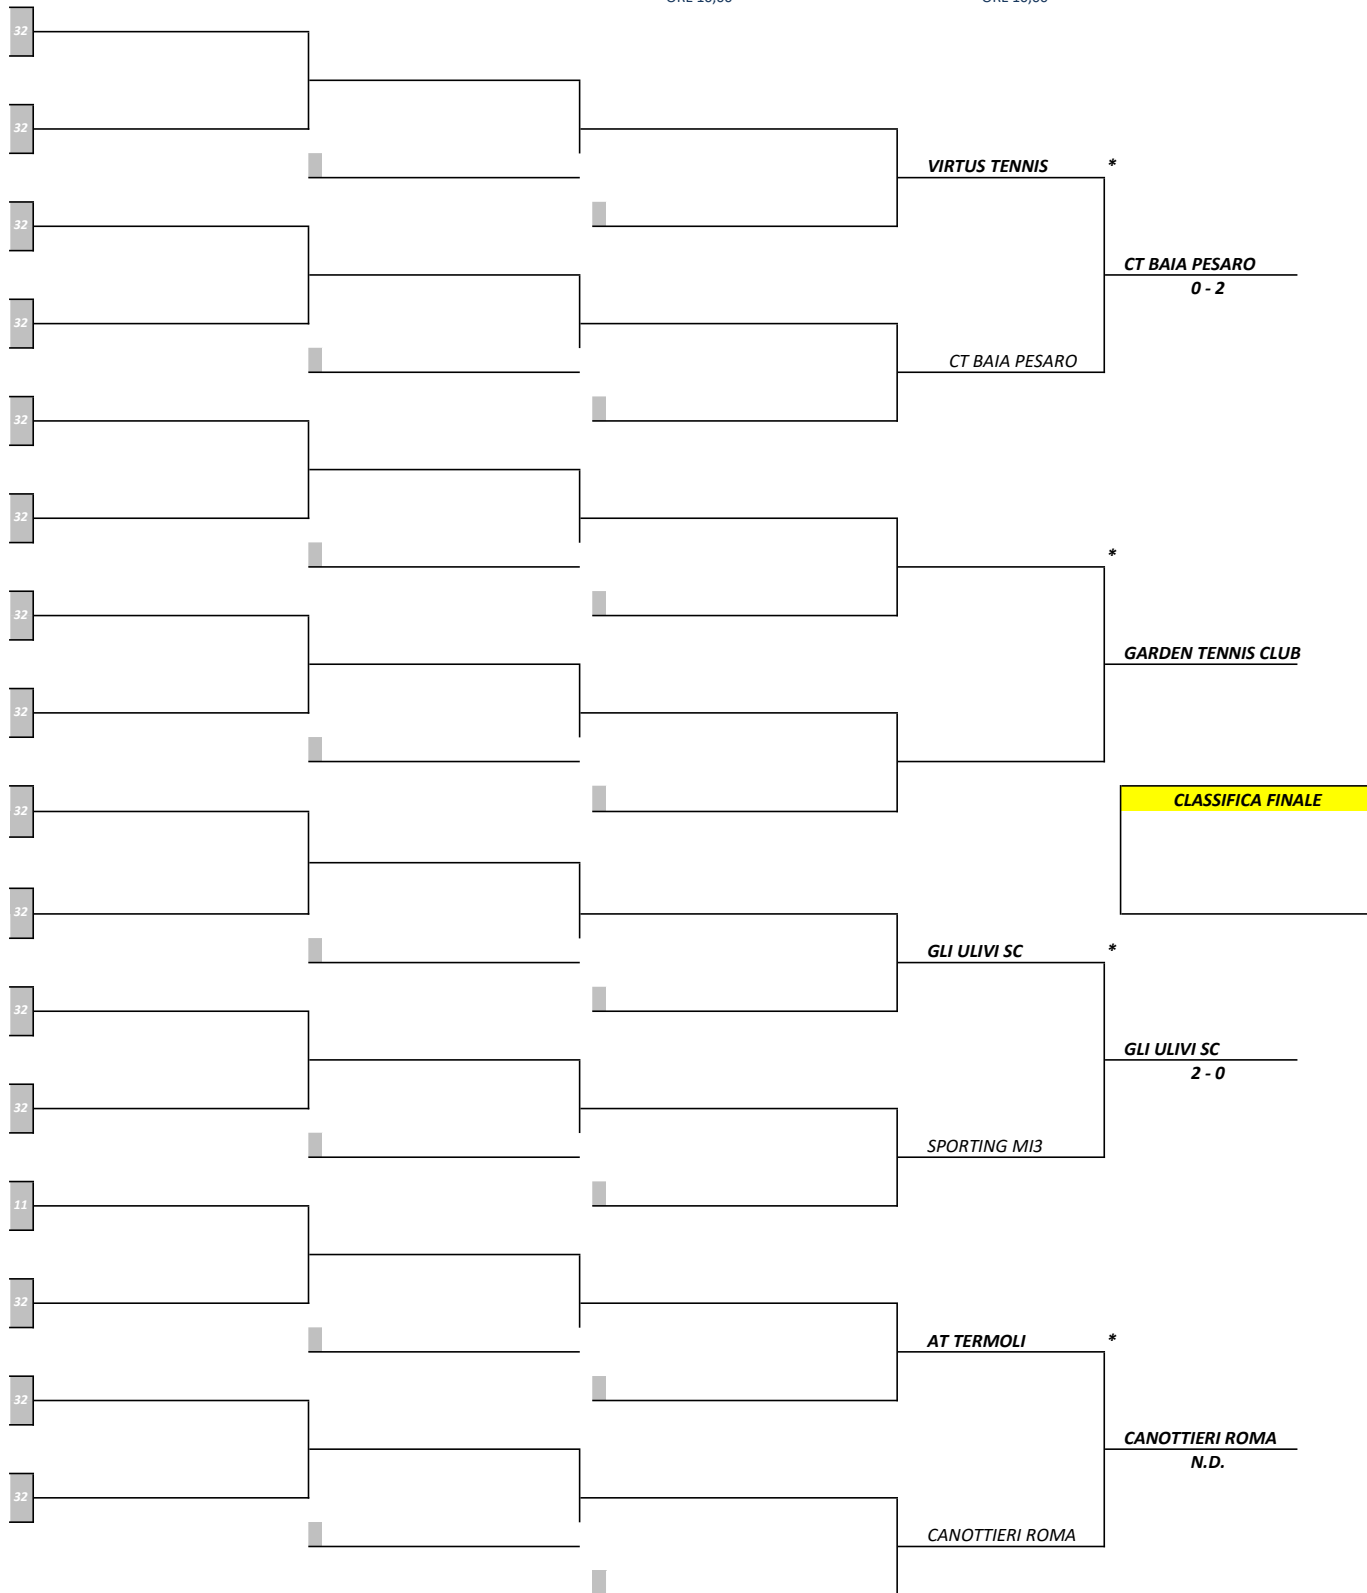 32
32
VIRTUS TENNIS *
32
CT BAIA PESARO
0 - 2
32
CT BAIA PESARO
32
32
*
32
GARDEN TENNIS CLUB
32
32
CLASSIFICA FINALE
32
GLI ULIVI SC *
32
GLI ULIVI SC
2 - 0
32
SPORTING MI3
11
32
AT TERMOLI *
32
CANOTTIERI ROMA
N.D.
32
CANOTTIERI ROMA